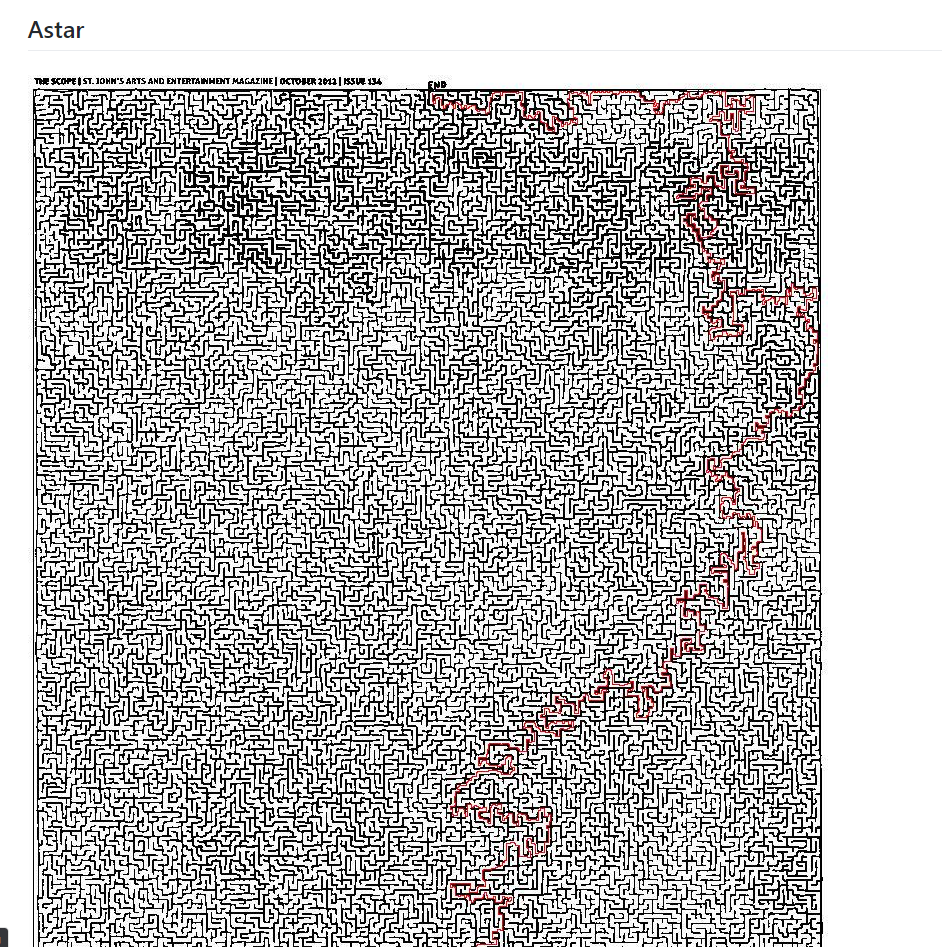 Astar
THE SCOPE | ST. JOHN'S ARTS AND ENTERTAINMENT MAGAZINE | OCTOBER 2012 | ISSUE 134
END